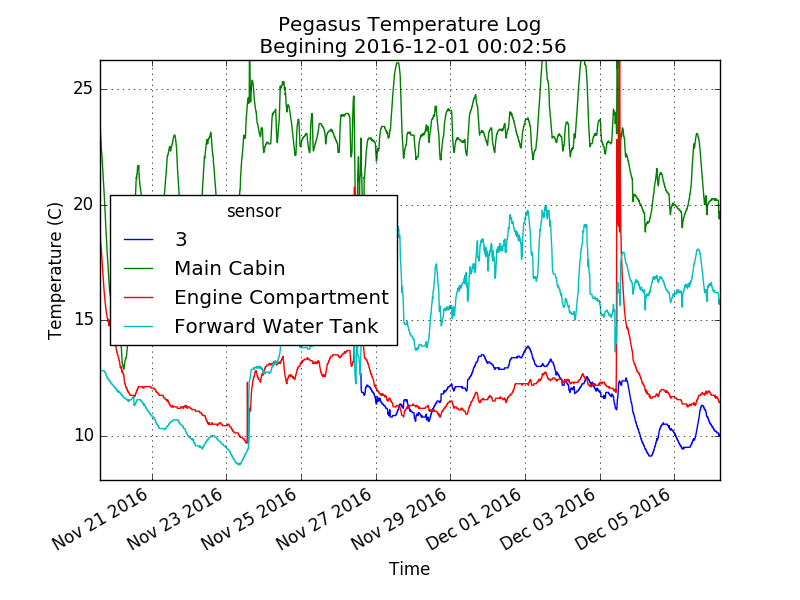 Pegasus Temperature Log
Begining 2016-12-01 00:02:56
25
20
15
10
Temperature (C)
sensor
3
Main Cabin
Engine Compartment
Forward Water Tank
Nov 21 2016
Nov 23 2016
Nov 25 2016
Nov 27 2016
Nov 29 2016
Dec 01 2016
Dec 03 2016
Dec 05 2016
Time